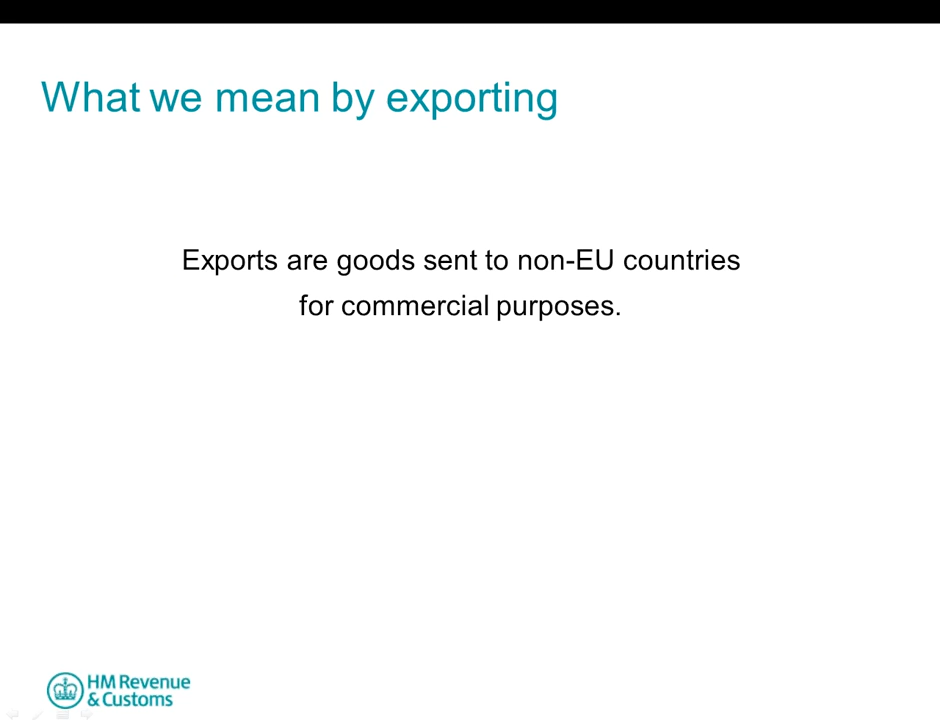 What we mean by exporting
Exports are goods sent to non-EU countries
for commercial purposes.
HM Revenue
& Customs